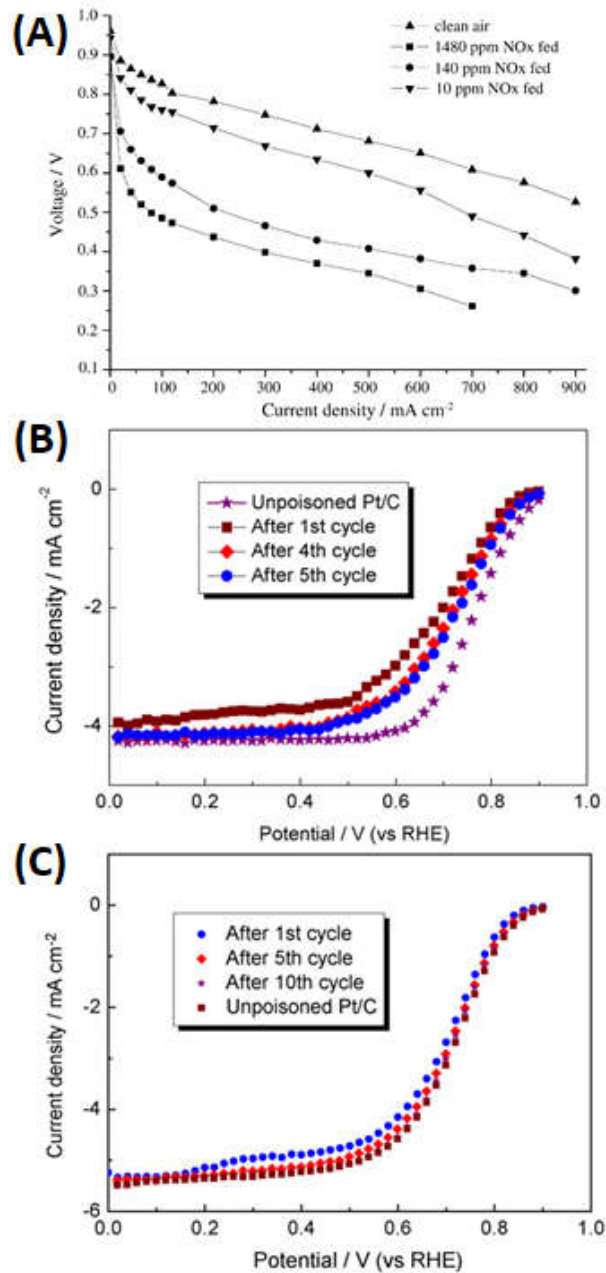 (A)
clean air
1480 ppm NOx fed
140 ppm NOx fed
10 ppm NOx fed
1.0
0.9
0.8
0.7
0.6
0.5
0.4
0.3
0.2
0.1
Voltage / V
0 100 200 300 400 500 600 700 800 900
Current density / mA cm-2
(B)
Unpoisoned Pt/C
After 1st cycle
After 4th cycle
After 5th cycle
0
-2
-4
Current density / mA cm-2
0.0 0.2 0.4 0.6 0.8 1.0
Potential / V (vs RHE)
(C)
After 1st cycle
After 5th cycle
After 10th cycle
Unpoisoned Pt/C
0
-2
-4
-6
Current density / mA cm-2
0.0 0.2 0.4 0.6 0.8 1.0
Potential / V (vs RHE)